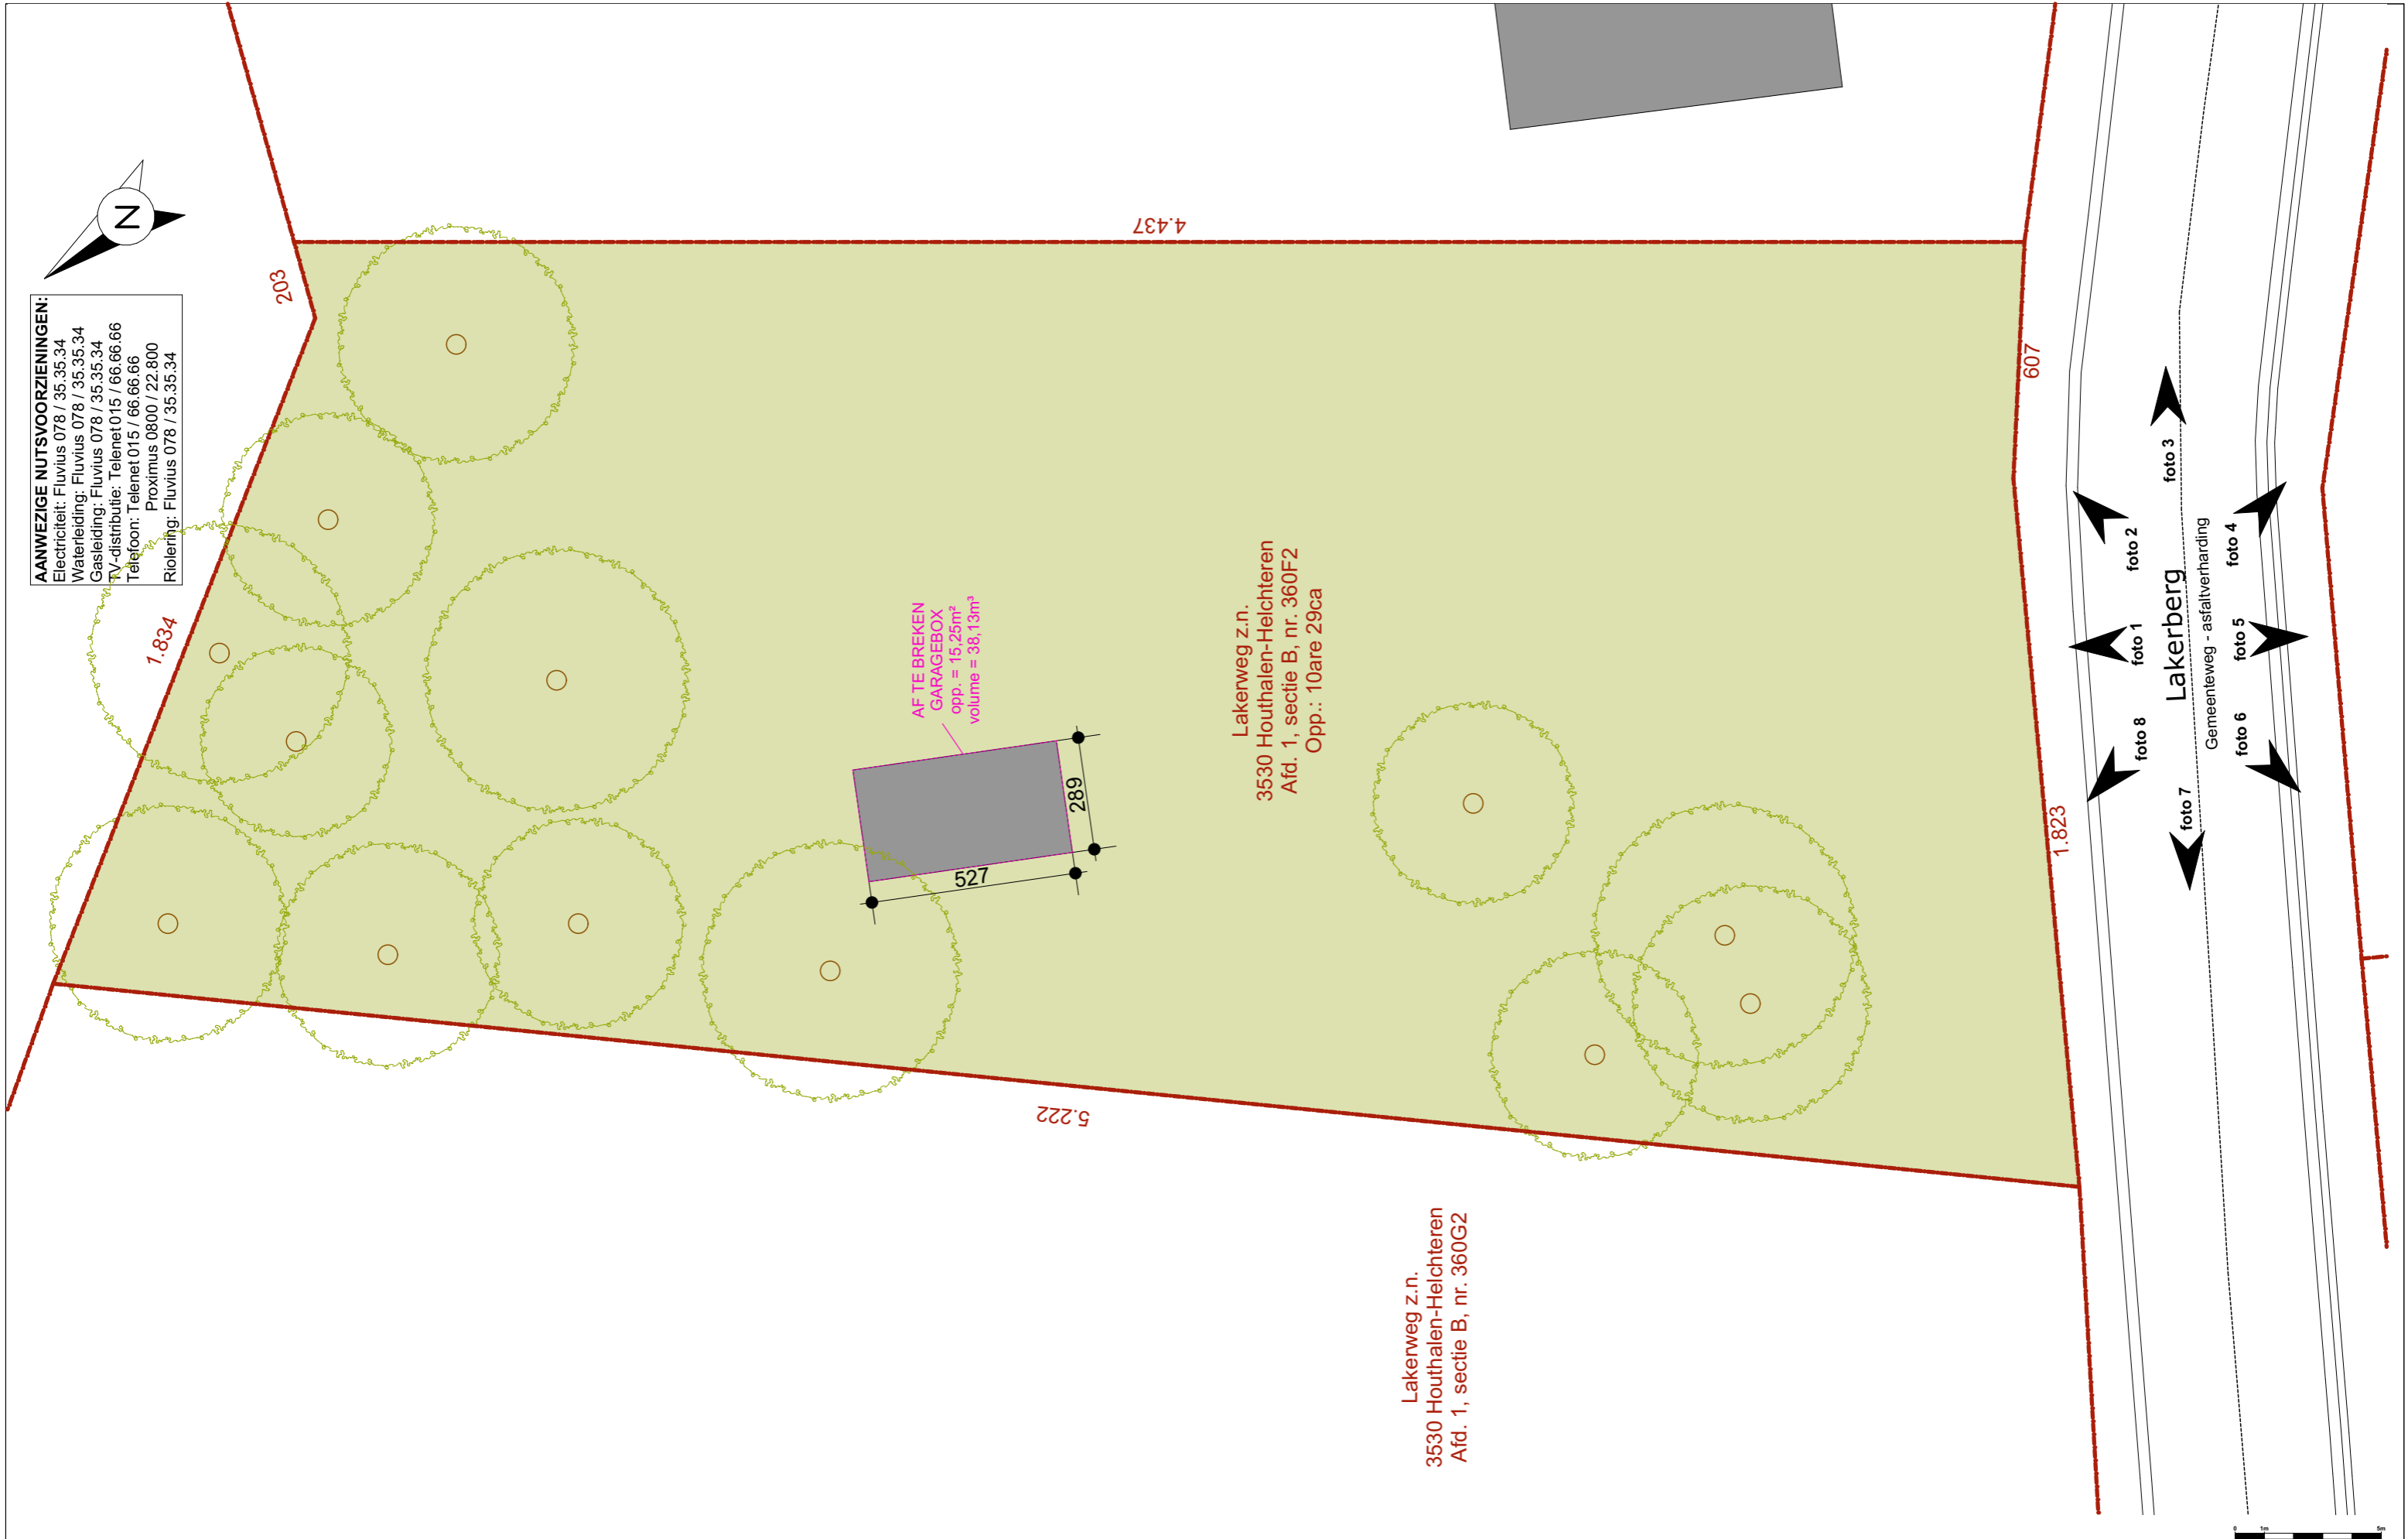 N
AANWEZIGE NUTSVOORZIENINGEN:
Electriciteit: Fluvius 078 / 35.35.34
Waterleiding: Fluvius 078 / 35.35.34
Gasleiding: Fluvius 078 / 35.35.34
TV-distributie: Telenet 015 / 66.66.66
Telefoon: Telenet 015 / 66.66.66
Proximus 0800 / 22.800
Riolering: Fluvius 078 / 35.35.34
203
1.834
4.437
607
1.823
5.222
AF TE BREKEN
GARAGEBOX
opp. = 15,25m²
volume = 38,13m³
289
527
Lakerweg z.n.
3530 Houthalen-Helchteren
Afd. 1, sectie B, nr. 360F2
Opp.: 10are 29ca
Lakerweg z.n.
3530 Houthalen-Helchteren
Afd. 1, sectie B, nr. 360G2
foto 8
foto 1
foto 2
foto 7
Lakerberg
foto 3
Gemeenteweg - asfaltverharding
foto 6
foto 5
foto 4
0 1m 5m